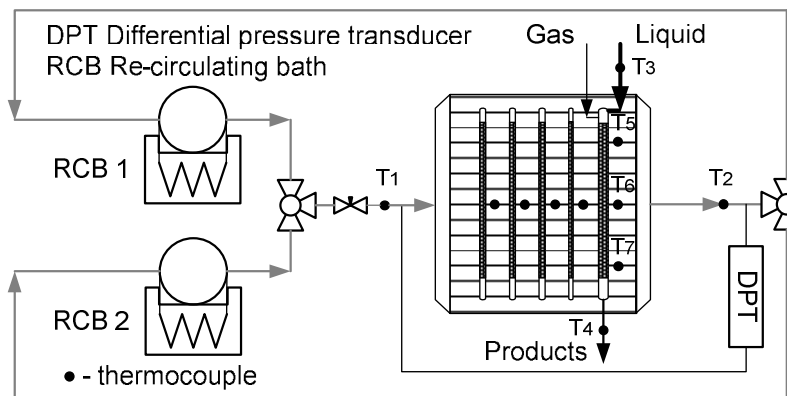 DPT Differential pressure transducer
RCB Re-circulating bath
Gas
Liquid
T3
T5
RCB 1
T1
T6
T2
T7
RCB 2
DPT
T4
Products
• - thermocouple